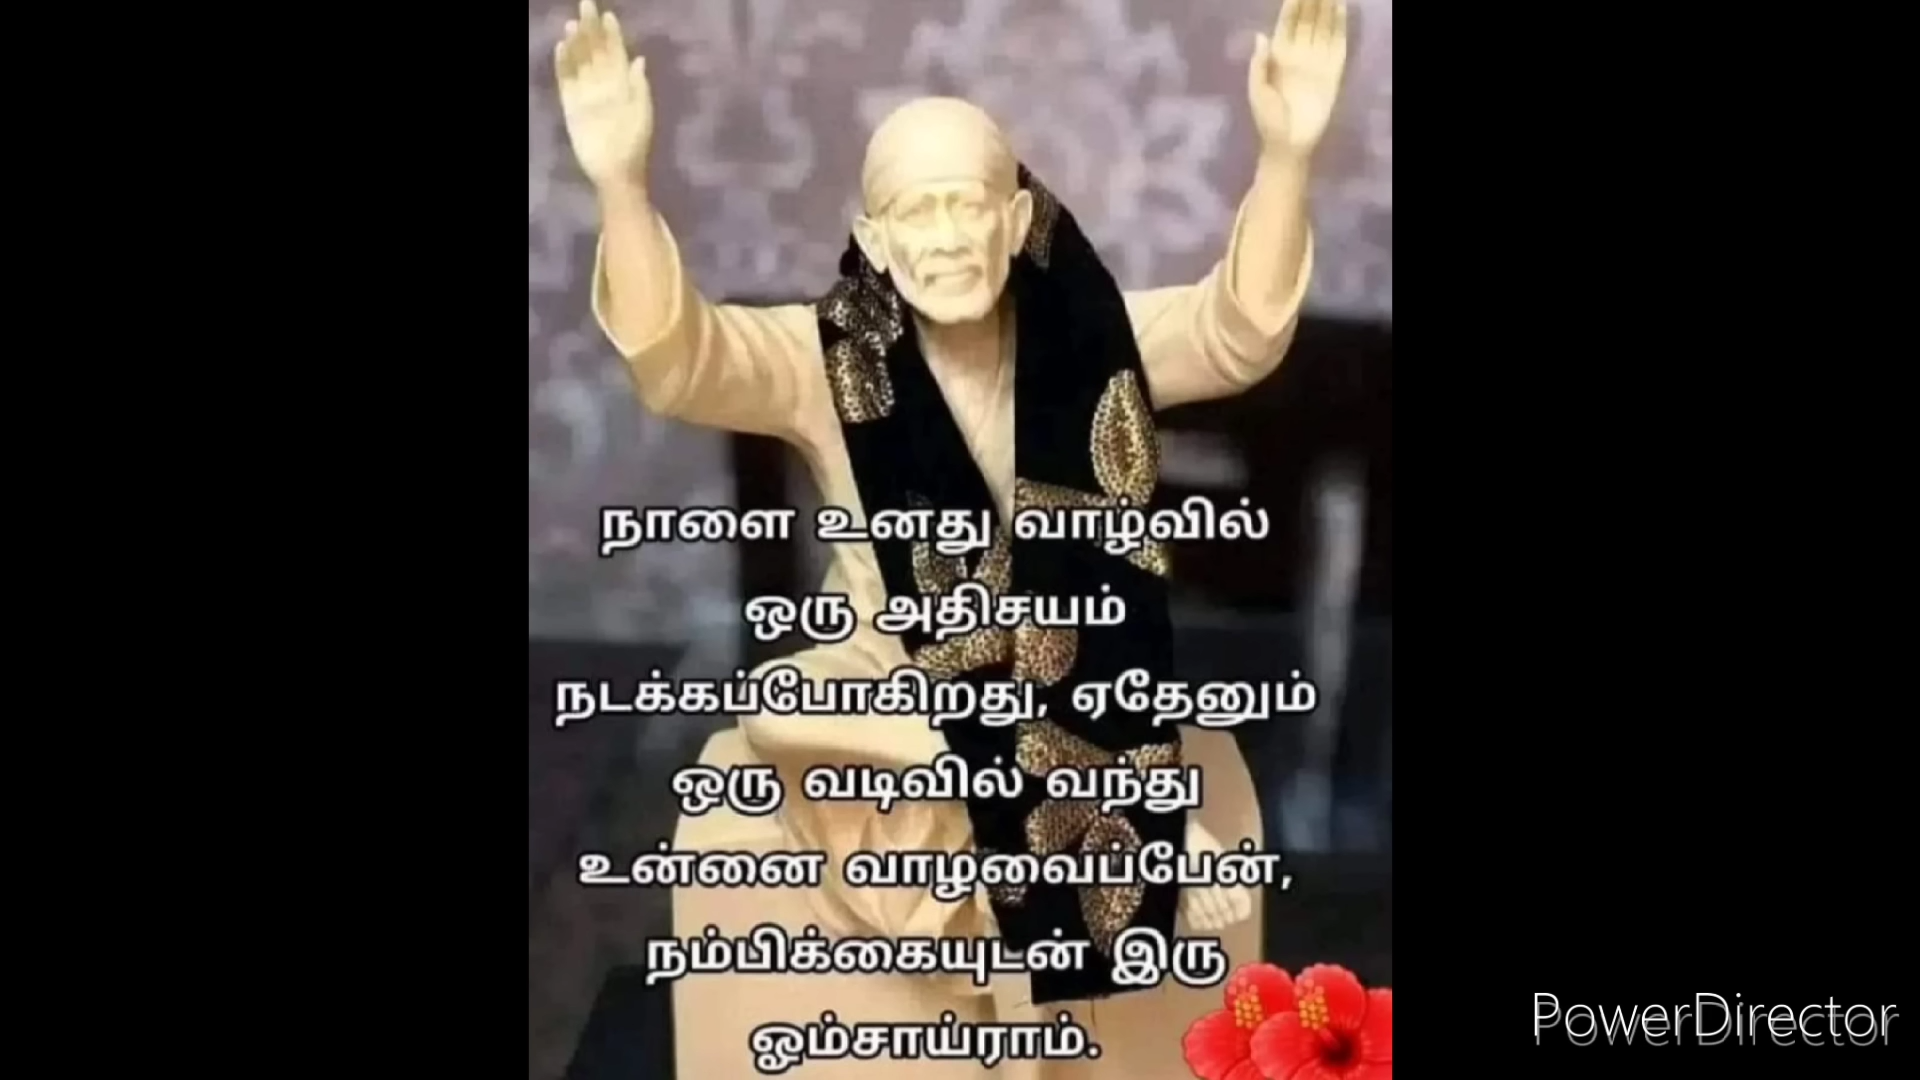 நாளை உனது வாழ்வில்
ஒரு அதிசயம்
நடக்கப்போகிறது, ஏதேனும்
ஒரு வடிவில் வந்து
உன்னை வாழவைப்பேன்,
நம்பிக்கையுடன் இரு
ஓம்சாய்ராம்.
PowerDirector